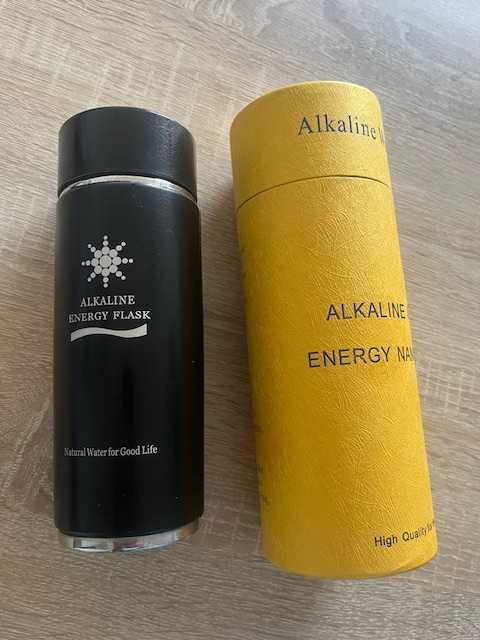 ALKALINE
ENERGY FLASK
Natural Water for Good Life
Alkaline
ALKALINE
ENERGY
High Quality